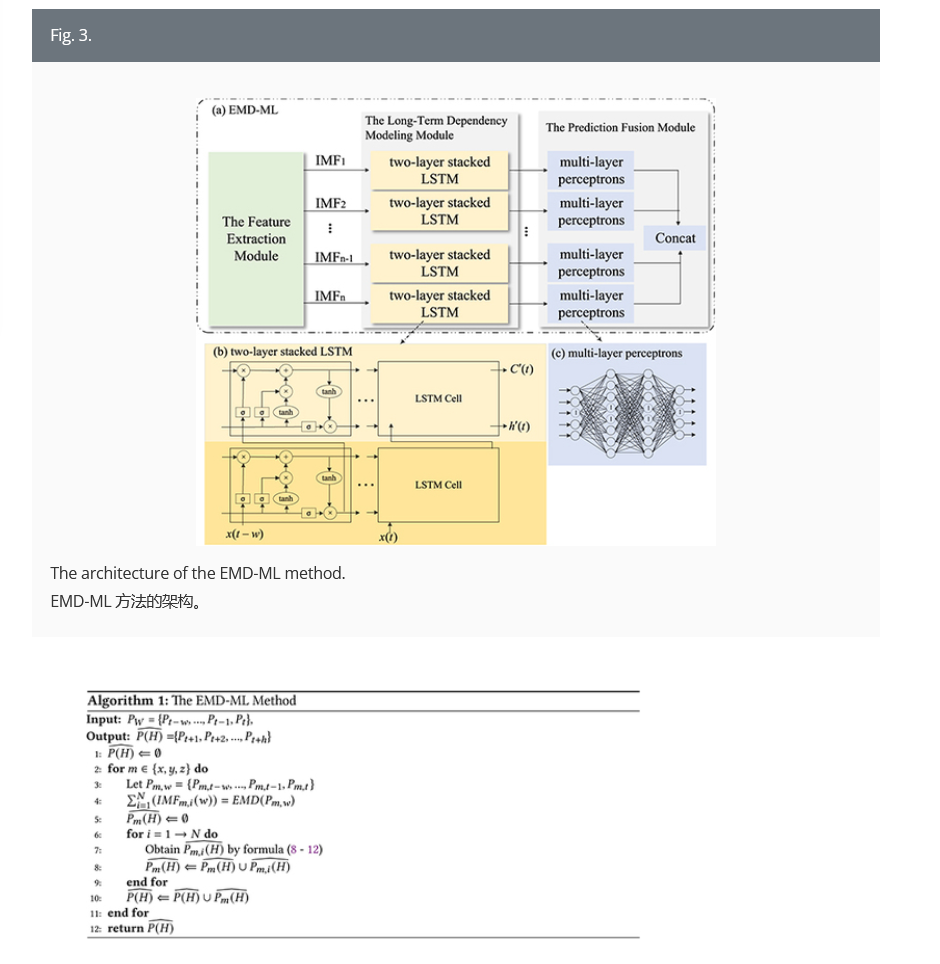 Fig. 3.
(a) EMD-ML
The Long-Term Dependency
Modeling Module
The Prediction Fusion Module
The Feature
Extraction
Module
IMF1
two-layer stacked
LSTM
multi-layer
perceptrons
IMF2
two-layer stacked
LSTM
multi-layer
perceptrons
⋮
⋮
Concat
IMFn-1
two-layer stacked
LSTM
multi-layer
perceptrons
IMFn
two-layer stacked
LSTM
multi-layer
perceptrons
(b) two-layer stacked LSTM
× + × tanh
σ σ tanh σ ×
...
LSTM Cell
C'(t)
h'(t)
× + × tanh
σ σ tanh σ ×
...
LSTM Cell
x(t − w)
x(t)
(c) multi-layer perceptrons
The architecture of the EMD-ML method.
EMD-ML 方法的架构。
Algorithm 1: The EMD-ML Method
Input: P_W = {P_{t−w}, ..., P_{t−1}, P_t},
Output: \widehat{P(H)} ={P_{t+1}, P_{t+2}, ..., P_{t+h}}
1: \widehat{P(H)} ⇐ ∅
2: for m ∈ {x, y, z} do
3: Let P_{m,w} = {P_{m,t−w}, ..., P_{m,t−1}, P_{m,t}}
4: ∑_{i=1}^{N} (IMF_{m,i}(w)) = EMD(P_{m,w})
5: \widehat{P_m(H)} ⇐ ∅
6: for i = 1 → N do
7: Obtain \widehat{P_{m,i}(H)} by formula (8 - 12)
8: \widehat{P_m(H)} ⇐ \widehat{P_m(H)} ∪ \widehat{P_{m,i}(H)}
9: end for
10: \widehat{P(H)} ⇐ \widehat{P(H)} ∪ \widehat{P_m(H)}
11: end for
12: return \widehat{P(H)}